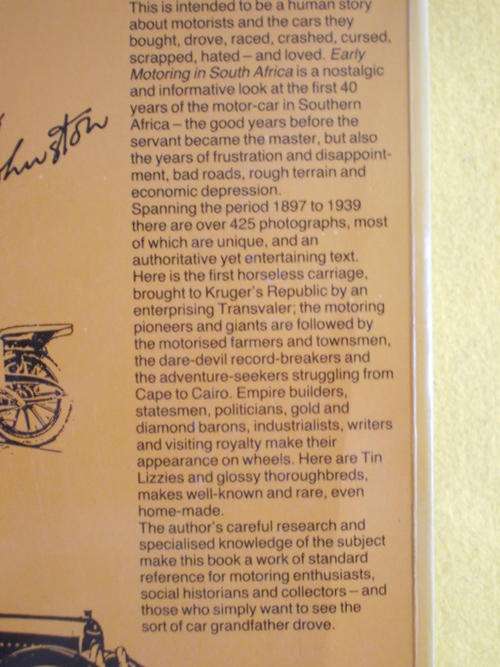 This is intended to be a human story
about motorists and the cars they
bought, drove, raced, crashed, cursed,
scrapped, hated – and loved. Early
Motoring in South Africa is a nostalgic
and informative look at the first 40
years of the motor-car in Southern
Africa – the good years before the
servant became the master, but also
the years of frustration and disappoint-
ment, bad roads, rough terrain and
economic depression.
Spanning the period 1897 to 1939
there are over 425 photographs, most
of which are unique, and an
authoritative yet entertaining text.
Here is the first horseless carriage,
brought to Kruger's Republic by an
enterprising Transvaler; the motoring
pioneers and giants are followed by
the motorised farmers and townsmen,
the dare-devil record-breakers and
the adventure-seekers struggling from
Cape to Cairo. Empire builders,
statesmen, politicians, gold and
diamond barons, industrialists, writers
and visiting royalty make their
appearance on wheels. Here are Tin
Lizzies and glossy thoroughbreds,
makes well-known and rare, even
home-made.
The author's careful research and
specialised knowledge of the subject
make this book a work of standard
reference for motoring enthusiasts,
social historians and collectors – and
those who simply want to see the
sort of car grandfather drove.